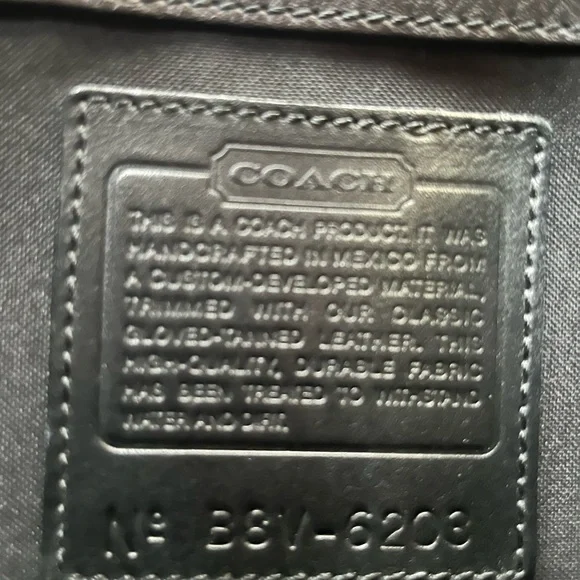 COACH
THIS IS A COACH PRODUCT. IT WAS
HANDCRAFTED IN MEXICO FROM
A CUSTOM-DEVELOPED MATERIAL,
TRIMMED WITH OUR CLASSIC
GLOVED-TANNED LEATHER. THIS
HIGH-QUALITY, DURABLE FABRIC
HAS BEEN TREATED TO WITHSTAND
WATER AND DIRT.
Nº B8V-6203